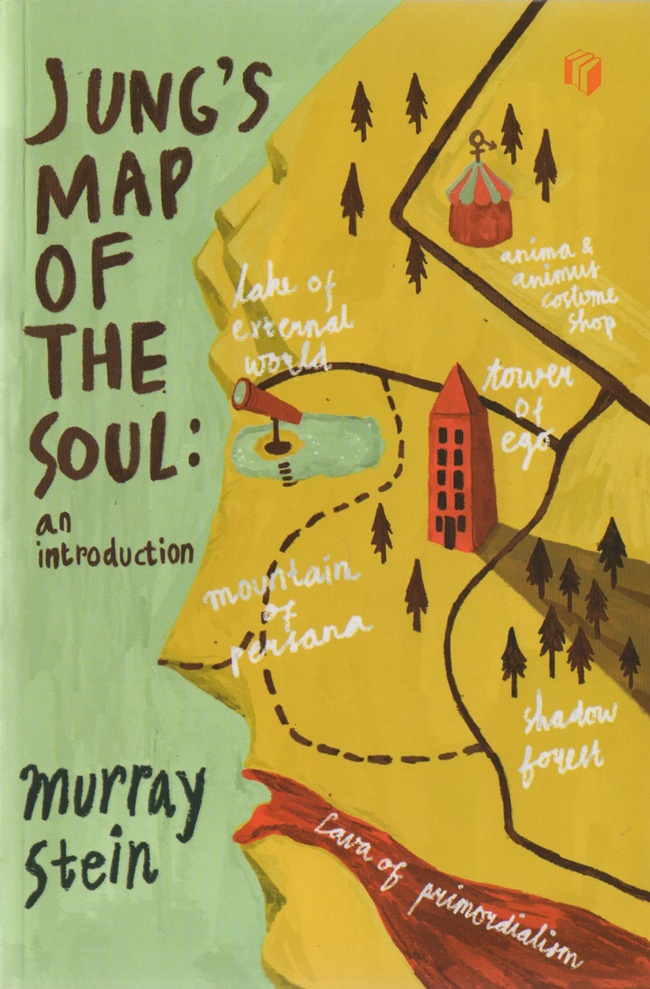 JUNG'S
MAP
OF
THE
SOUL:
an
introduction
murray
stein
anima &
animus
costume
shop
lake of
external
world
tower
of
ego
mountain
of
persana
shadow
forest
Lava of primordialism